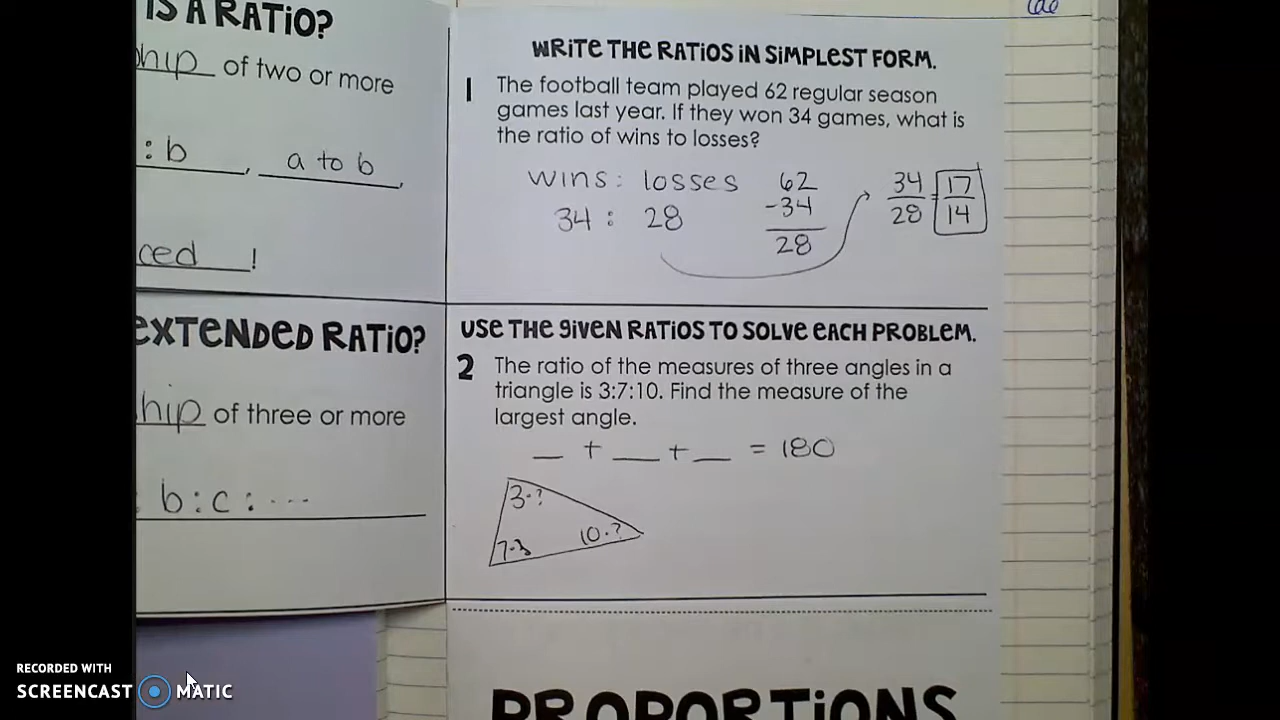 IS A RATIO?
hip of two or more
: b, a to b,
ced!
EXTENDED RATIO?
hip of three or more
: b : c : ...
WRITE THE RATIOS IN SIMPLEST FORM.
1 The football team played 62 regular season
games last year. If they won 34 games, what is
the ratio of wins to losses?
wins : losses
34 : 28
62
-34
28
34/28 = 17/14
USE THE GIVEN RATIOS TO SOLVE EACH PROBLEM.
2 The ratio of the measures of three angles in a
triangle is 3:7:10. Find the measure of the
largest angle.
__ + __ + __ = 180
3·?
10·?
PROPORTIONS
RECORDED WITH
SCREENCAST MATIC